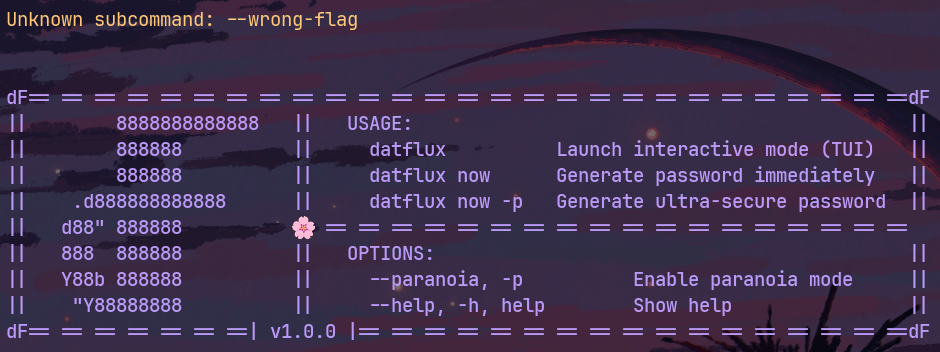 Unknown subcommand: --wrong-flag
dF== == == == == == == == == == == == == == == == == == == == == == == == == == ==dF
||        8888888888888   ||   USAGE:                                             ||
||        888888          ||     datflux          Launch interactive mode (TUI)   ||
||        888888          ||     datflux now      Generate password immediately   ||
||    .d888888888888      ||     datflux now -p   Generate ultra-secure password  ||
||   d88" 888888          🌸 == == == == == == == == == == == == == == == == == ==
||   888  888888          ||   OPTIONS:                                           ||
||   Y88b 888888          ||     --paranoia, -p          Enable paranoia mode     ||
||    "Y88888888          ||     --help, -h, help        Show help                ||
dF== == == == == == ==| v1.0.0 |== == == == == == == == == == == == == == == == ==dF